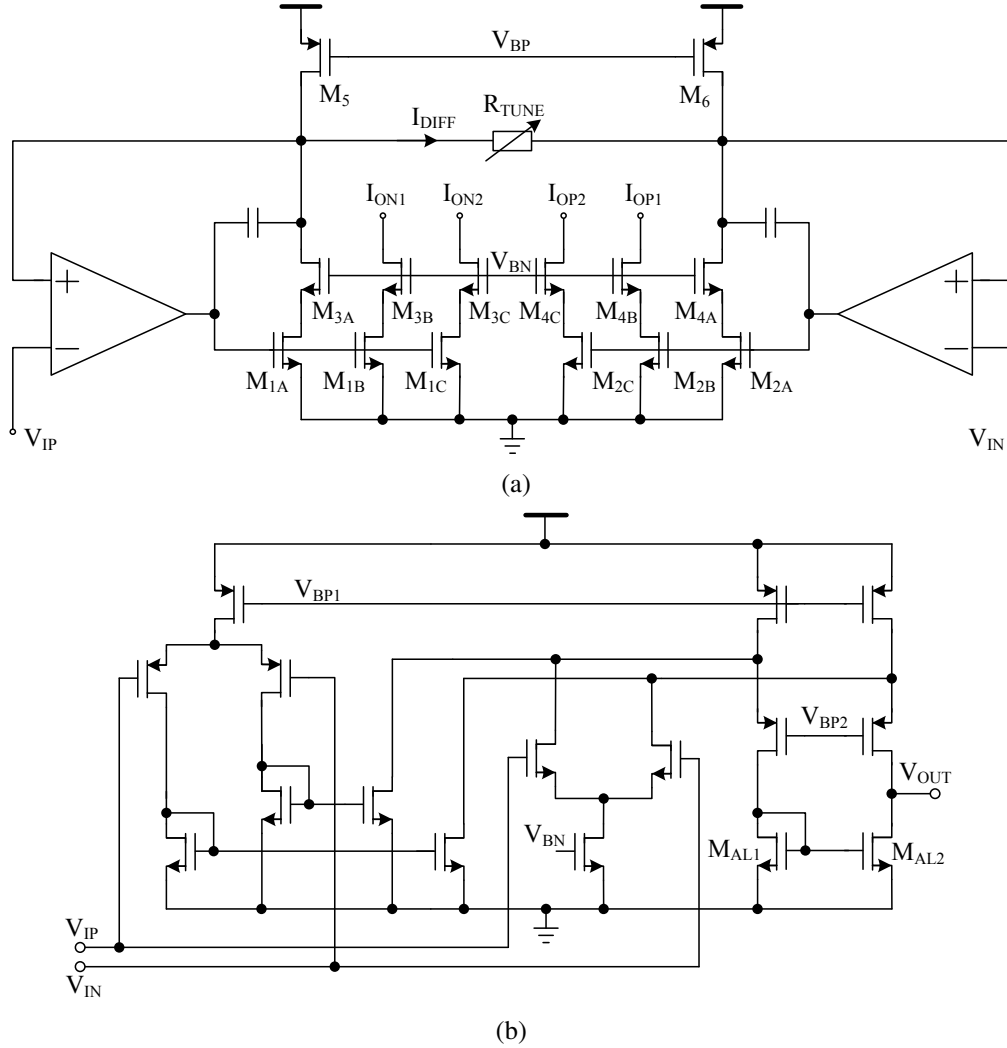 V_BP
M_5
M_6
I_DIFF
R_TUNE
I_ON1
I_ON2
I_OP2
I_OP1
V_BN
+
M_3A
M_3B
M_3C
M_4C
M_4B
M_4A
+
−
M_1A
M_1B
M_1C
M_2C
M_2B
M_2A
−
V_IP
V_IN
(a)
V_BP1
V_BP2
V_OUT
V_BN
M_AL1
M_AL2
V_IP
V_IN
(b)